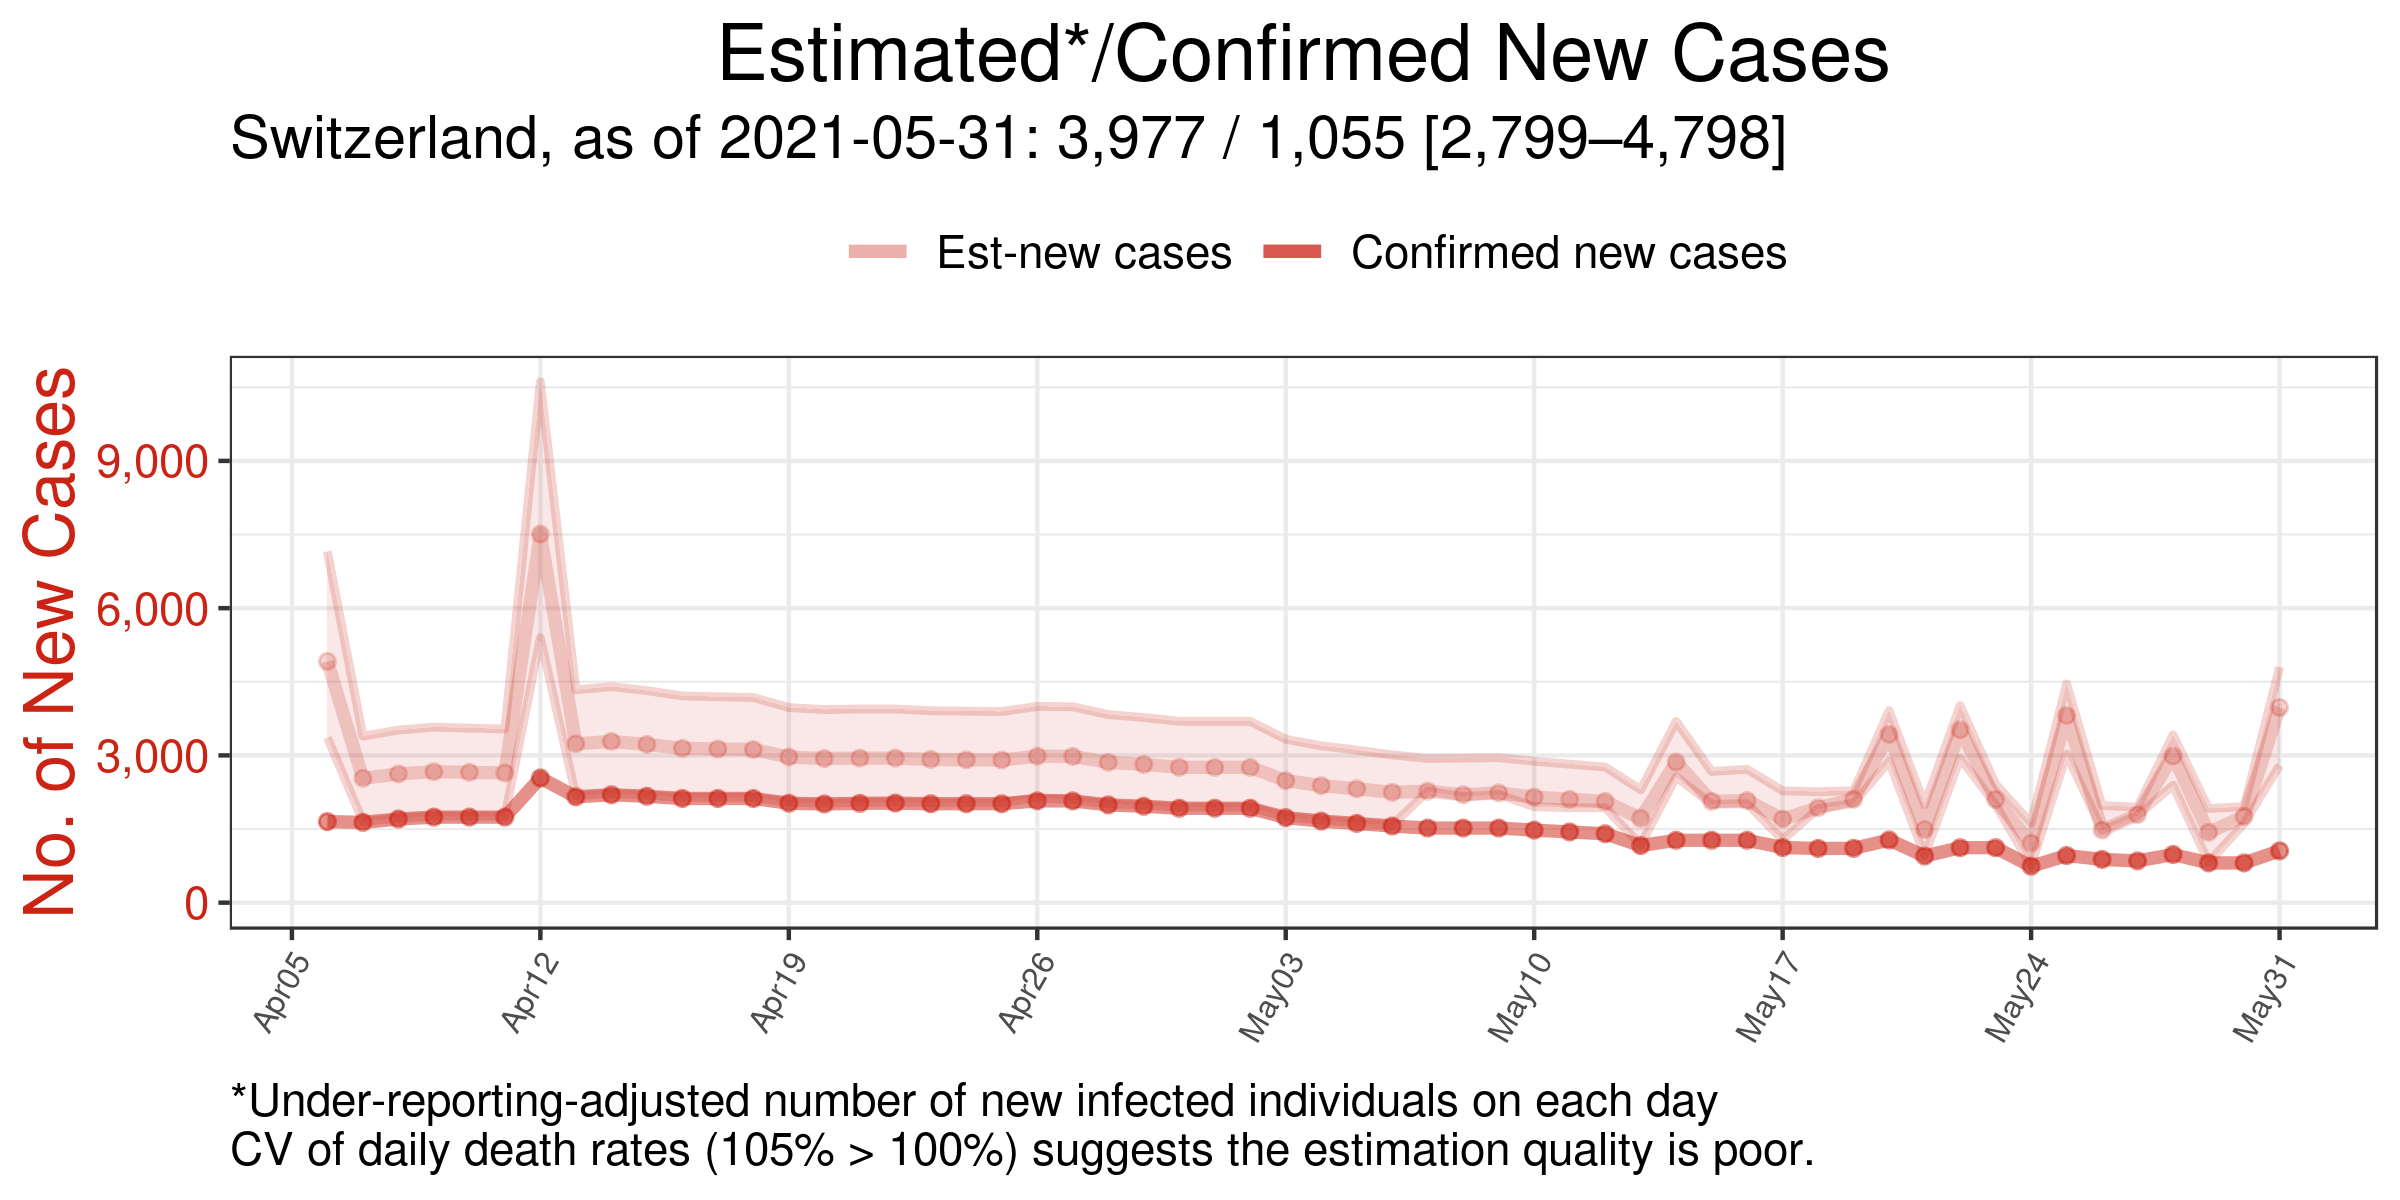 Estimated*/Confirmed New Cases
Switzerland, as of 2021-05-31: 3,977 / 1,055 [2,799–4,798]
Est-new cases
Confirmed new cases
No. of New Cases
9,000
6,000
3,000
0
Apr05
Apr12
Apr19
Apr26
May03
May10
May17
May24
May31
*Under-reporting-adjusted number of new infected individuals on each day
CV of daily death rates (105% > 100%) suggests the estimation quality is poor.